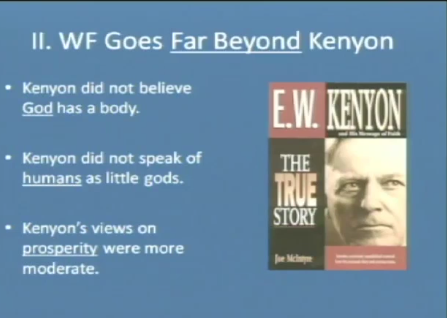 II. WF Goes Far Beyond Kenyon
• Kenyon did not believe
God has a body.
• Kenyon did not speak of
humans as little gods.
• Kenyon's views on
prosperity were more
moderate.
E.W. KENYON
and His Message of Faith
THE
TRUE
STORY
Joe McIntyre